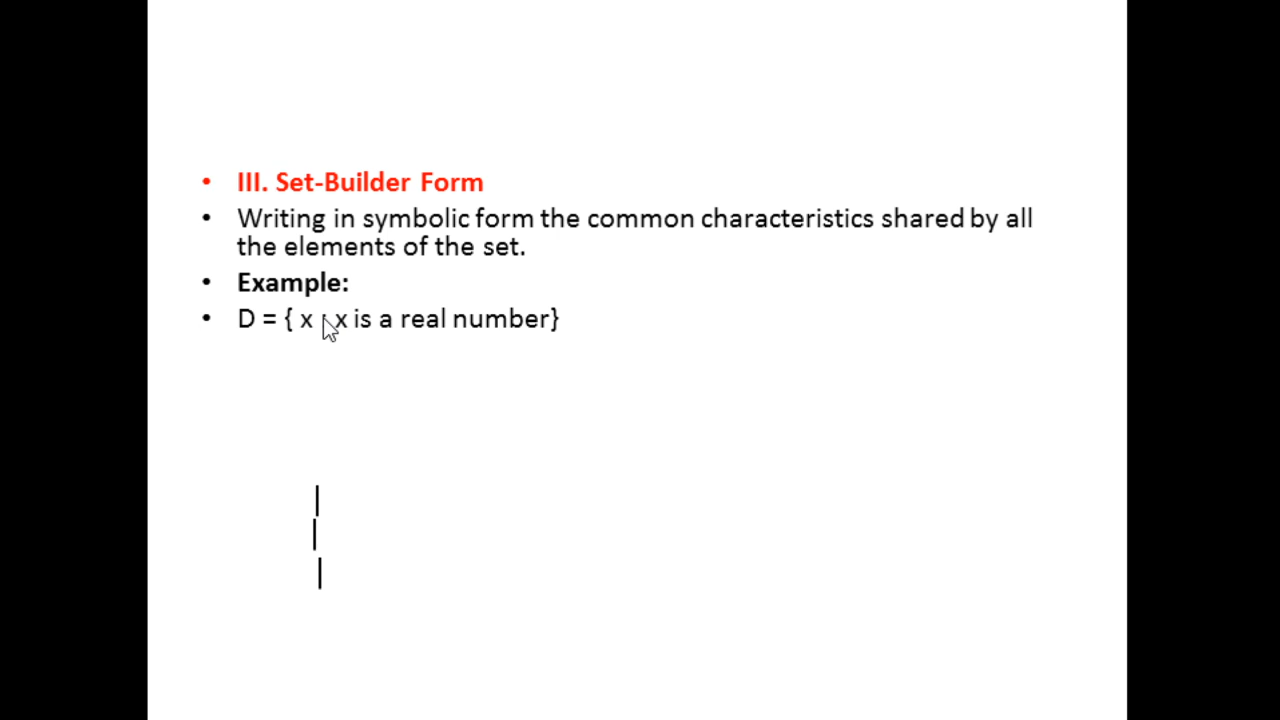 • III. Set-Builder Form
• Writing in symbolic form the common characteristics shared by all
the elements of the set.
• Example:
• D = { x : x is a real number}
|
|
|